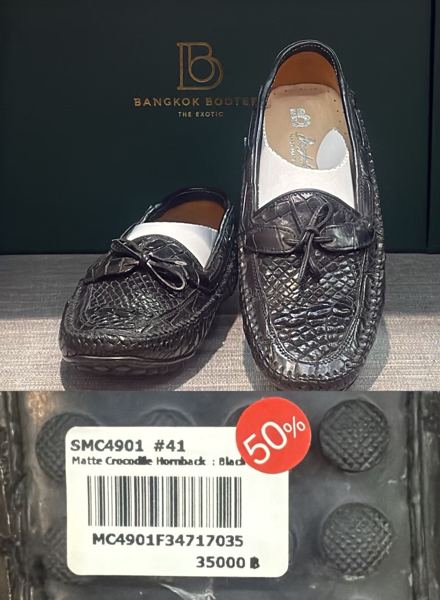 B
BANGKOK BOOTERY
THE EXOTIC
SMC4901 #41
50%
Matte Crocodile Hornback : Black
MC4901F34717035
35000 ฿